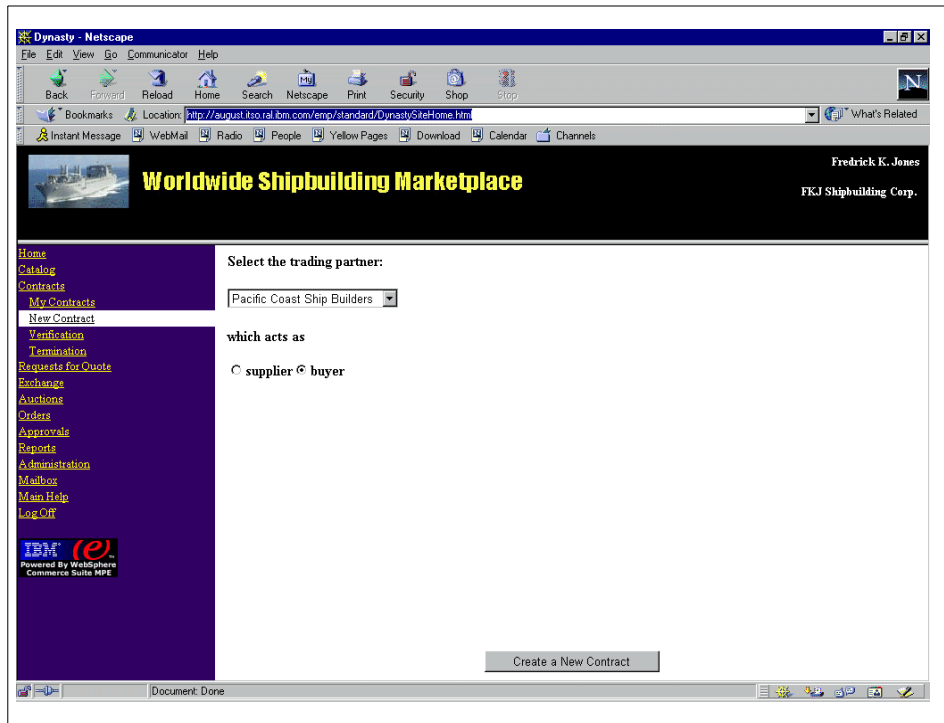 Dynasty - Netscape
File Edit View Go Communicator Help
Back Forward Reload Home Search Netscape Print Security Shop Stop
My
N
Bookmarks Location: http://august.itso.ral.ibm.com/emp/standard/DynastySiteHome.htm What's Related
Instant Message WebMail Radio People Yellow Pages Download Calendar Channels
Worldwide Shipbuilding Marketplace
Fredrick K. Jones
FKJ Shipbuilding Corp.
Home
Catalog
Contracts
My Contracts
New Contract
Verification
Termination
Requests for Quote
Exchange
Auctions
Orders
Approvals
Reports
Administration
Mailbox
Main Help
Log Off
IBM e
Powered By WebSphere
Commerce Suite MPE
Select the trading partner:
Pacific Coast Ship Builders
which acts as
supplier buyer
Create a New Contract
Document: Done